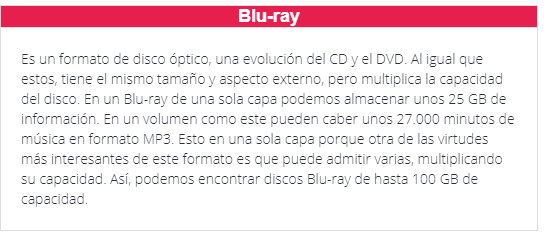 Blu-ray
Es un formato de disco óptico, una evolución del CD y el DVD. Al igual que
estos, tiene el mismo tamaño y aspecto externo, pero multiplica la capacidad
del disco. En un Blu-ray de una sola capa podemos almacenar unos 25 GB de
información. En un volumen como este pueden caber unos 27.000 minutos de
música en formato MP3. Esto en una sola capa porque otra de las virtudes
más interesantes de este formato es que puede admitir varias, multiplicando
su capacidad. Así, podemos encontrar discos Blu-ray de hasta 100 GB de
capacidad.